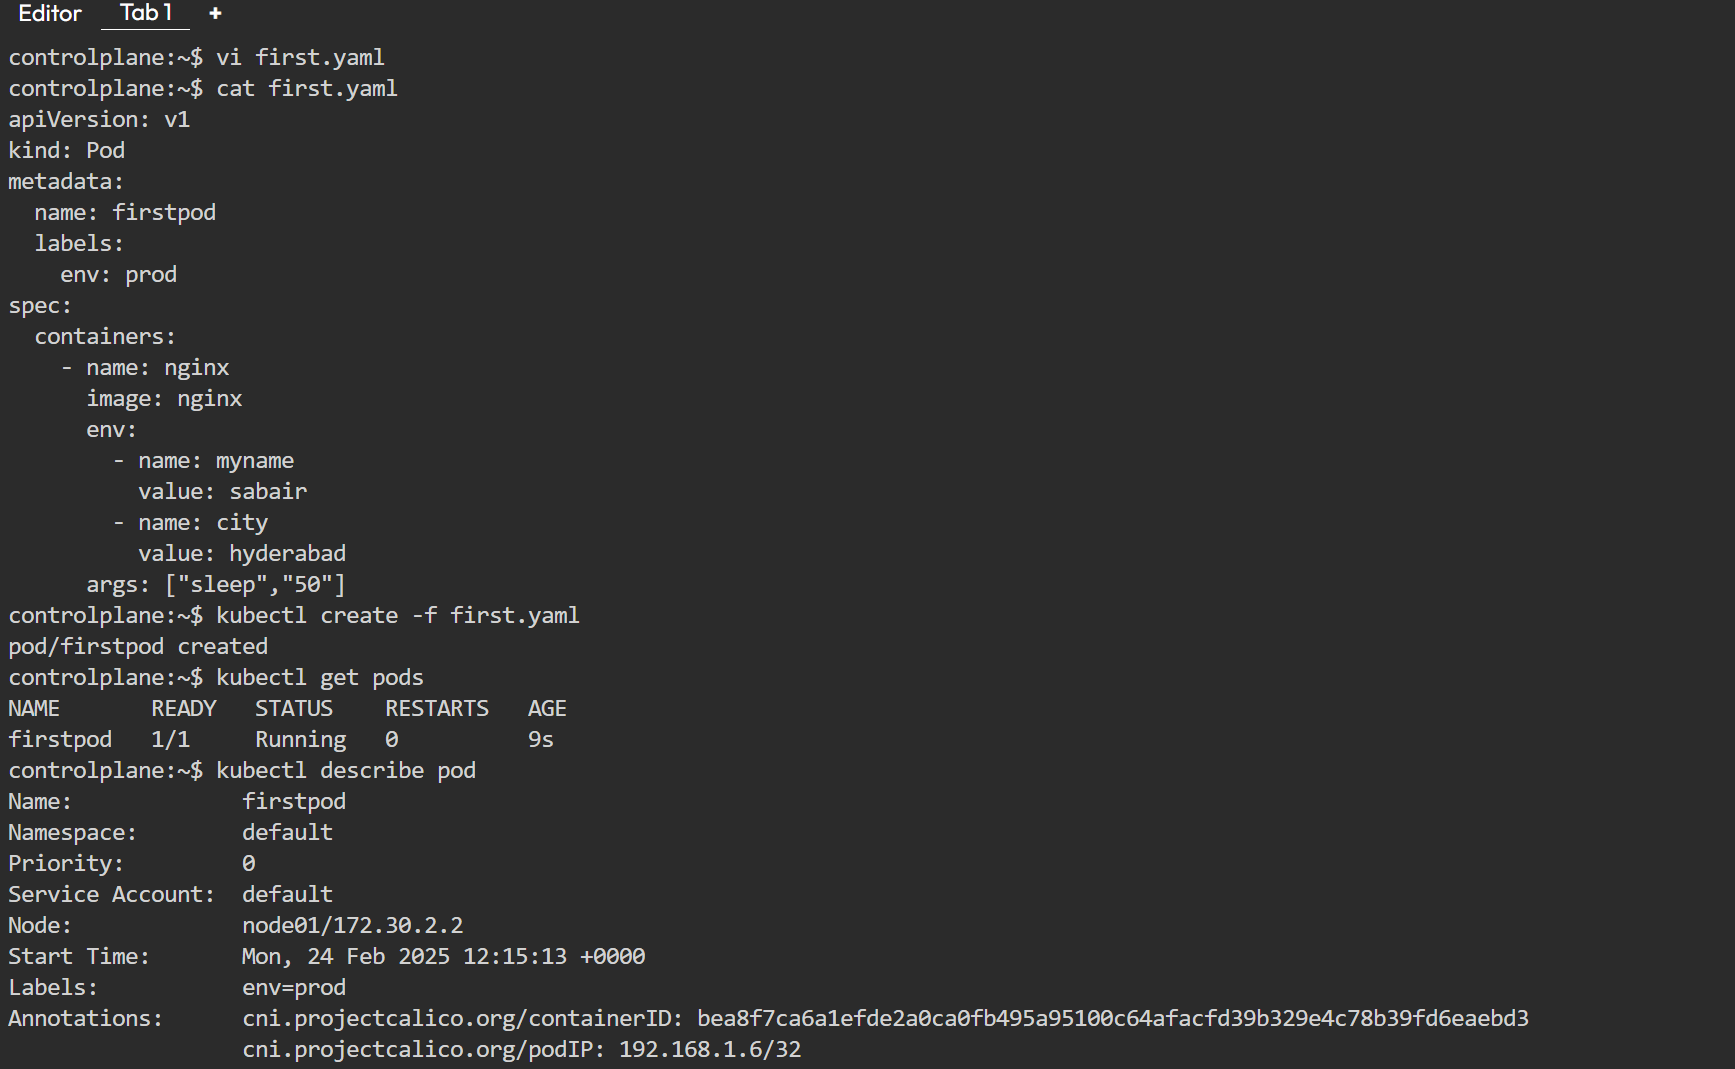 Editor Tab 1 +
controlplane:~$ vi first.yaml
controlplane:~$ cat first.yaml
apiVersion: v1
kind: Pod
metadata:
  name: firstpod
  labels:
    env: prod
spec:
  containers:
    - name: nginx
      image: nginx
      env:
        - name: myname
          value: sabair
        - name: city
          value: hyderabad
      args: ["sleep","50"]
controlplane:~$ kubectl create -f first.yaml
pod/firstpod created
controlplane:~$ kubectl get pods
NAME       READY   STATUS    RESTARTS   AGE
firstpod   1/1     Running   0          9s
controlplane:~$ kubectl describe pod
Name:             firstpod
Namespace:        default
Priority:         0
Service Account:  default
Node:             node01/172.30.2.2
Start Time:       Mon, 24 Feb 2025 12:15:13 +0000
Labels:           env=prod
Annotations:      cni.projectcalico.org/containerID: bea8f7ca6a1efde2a0ca0fb495a95100c64afacfd39b329e4c78b39fd6eaebd3
                  cni.projectcalico.org/podIP: 192.168.1.6/32